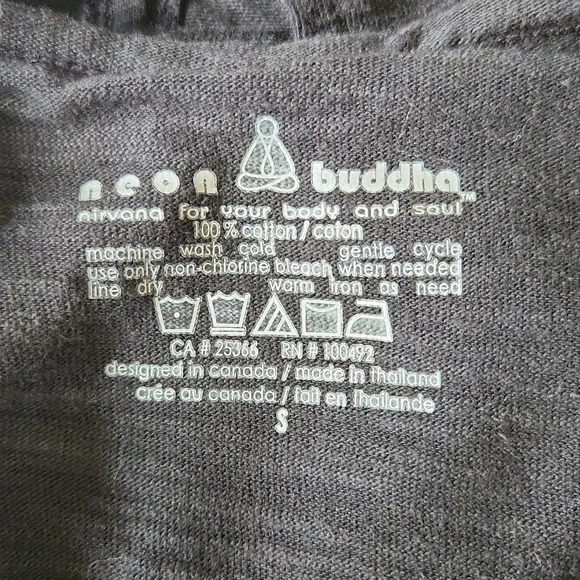 neon buddha™
nirvana for your body and soul
100% cotton / coton
machine wash cold gentle cycle
use only non-chlorine bleach when needed
line dry warm iron as need
CA # 25366 RN # 100492
designed in canada / made in thailand
crée au canada / fait en thailande
S